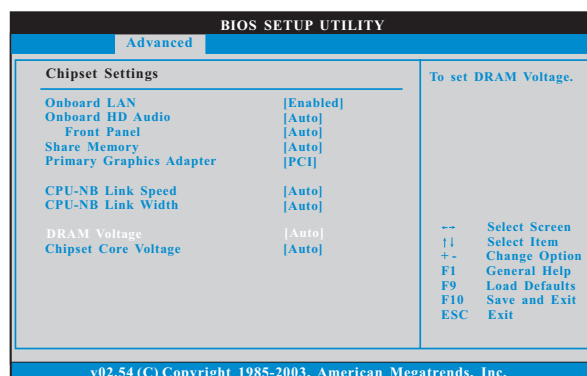 BIOS SETUP UTILITY
Advanced
Chipset Settings
Onboard LAN [Enabled]
Onboard HD Audio [Auto]
Front Panel [Auto]
Share Memory [Auto]
Primary Graphics Adapter [PCI]
CPU-NB Link Speed [Auto]
CPU-NB Link Width [Auto]
DRAM Voltage [Auto]
Chipset Core Voltage [Auto]
To set DRAM Voltage.
←→ Select Screen
↑↓ Select Item
+- Change Option
F1 General Help
F9 Load Defaults
F10 Save and Exit
ESC Exit
v02.54 (C) Copyright 1985-2003, American Megatrends, Inc.